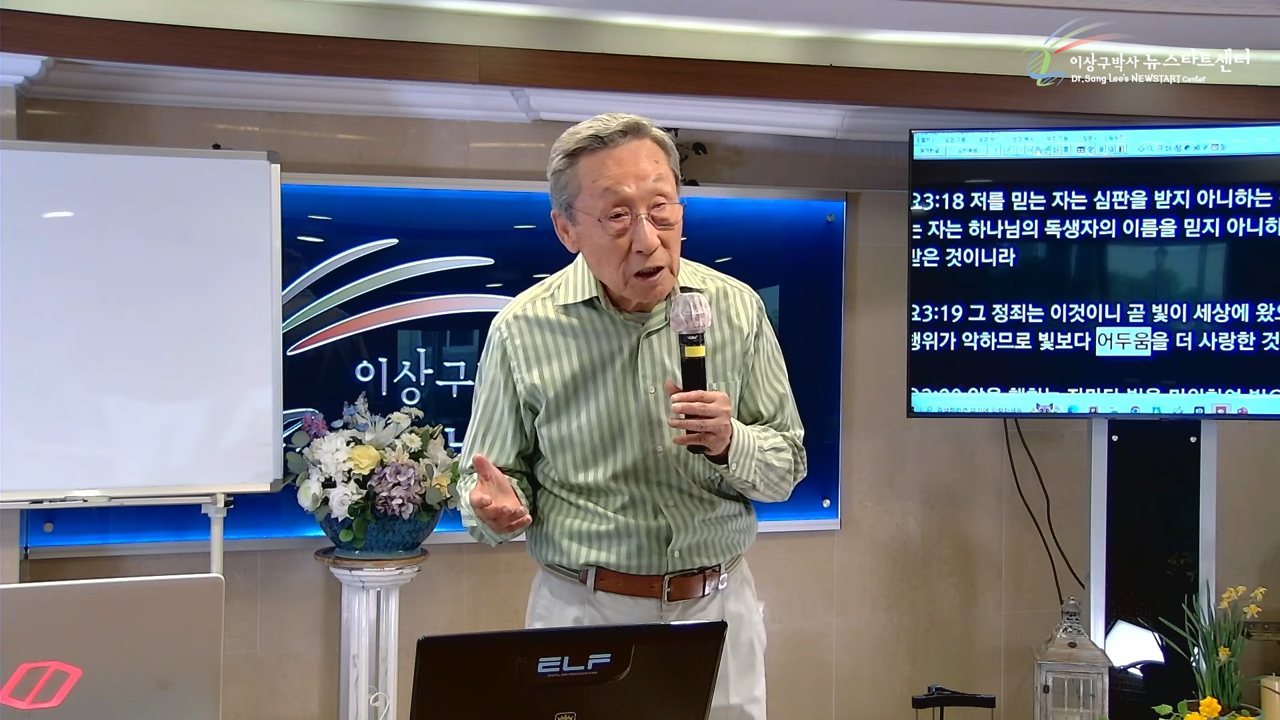 이상구박사 뉴스타트센터
Dr. Sang Lee's NEWSTART Center
요3:18 저를 믿는 자는 심판을 받지 아니하는
는 자는 하나님의 독생자의 이름을 믿지 아니하
받은 것이니라
요3:19 그 정죄는 이것이니 곧 빛이 세상에 왔으
행위가 악하므로 빛보다 어두움을 더 사랑한 것
이상구
ELF